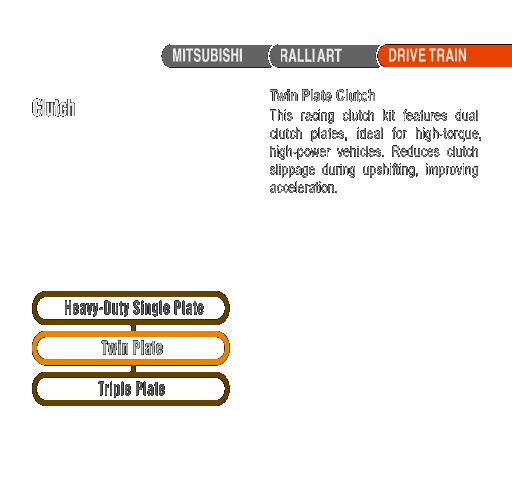 MITSUBISHI RALLIART DRIVE TRAIN
Clutch
Twin Plate Clutch
This racing clutch kit features dual
clutch plates, ideal for high-torque,
high-power vehicles. Reduces clutch
slippage during upshifting, improving
acceleration.
Heavy-Duty Single Plate
Twin Plate
Triple Plate